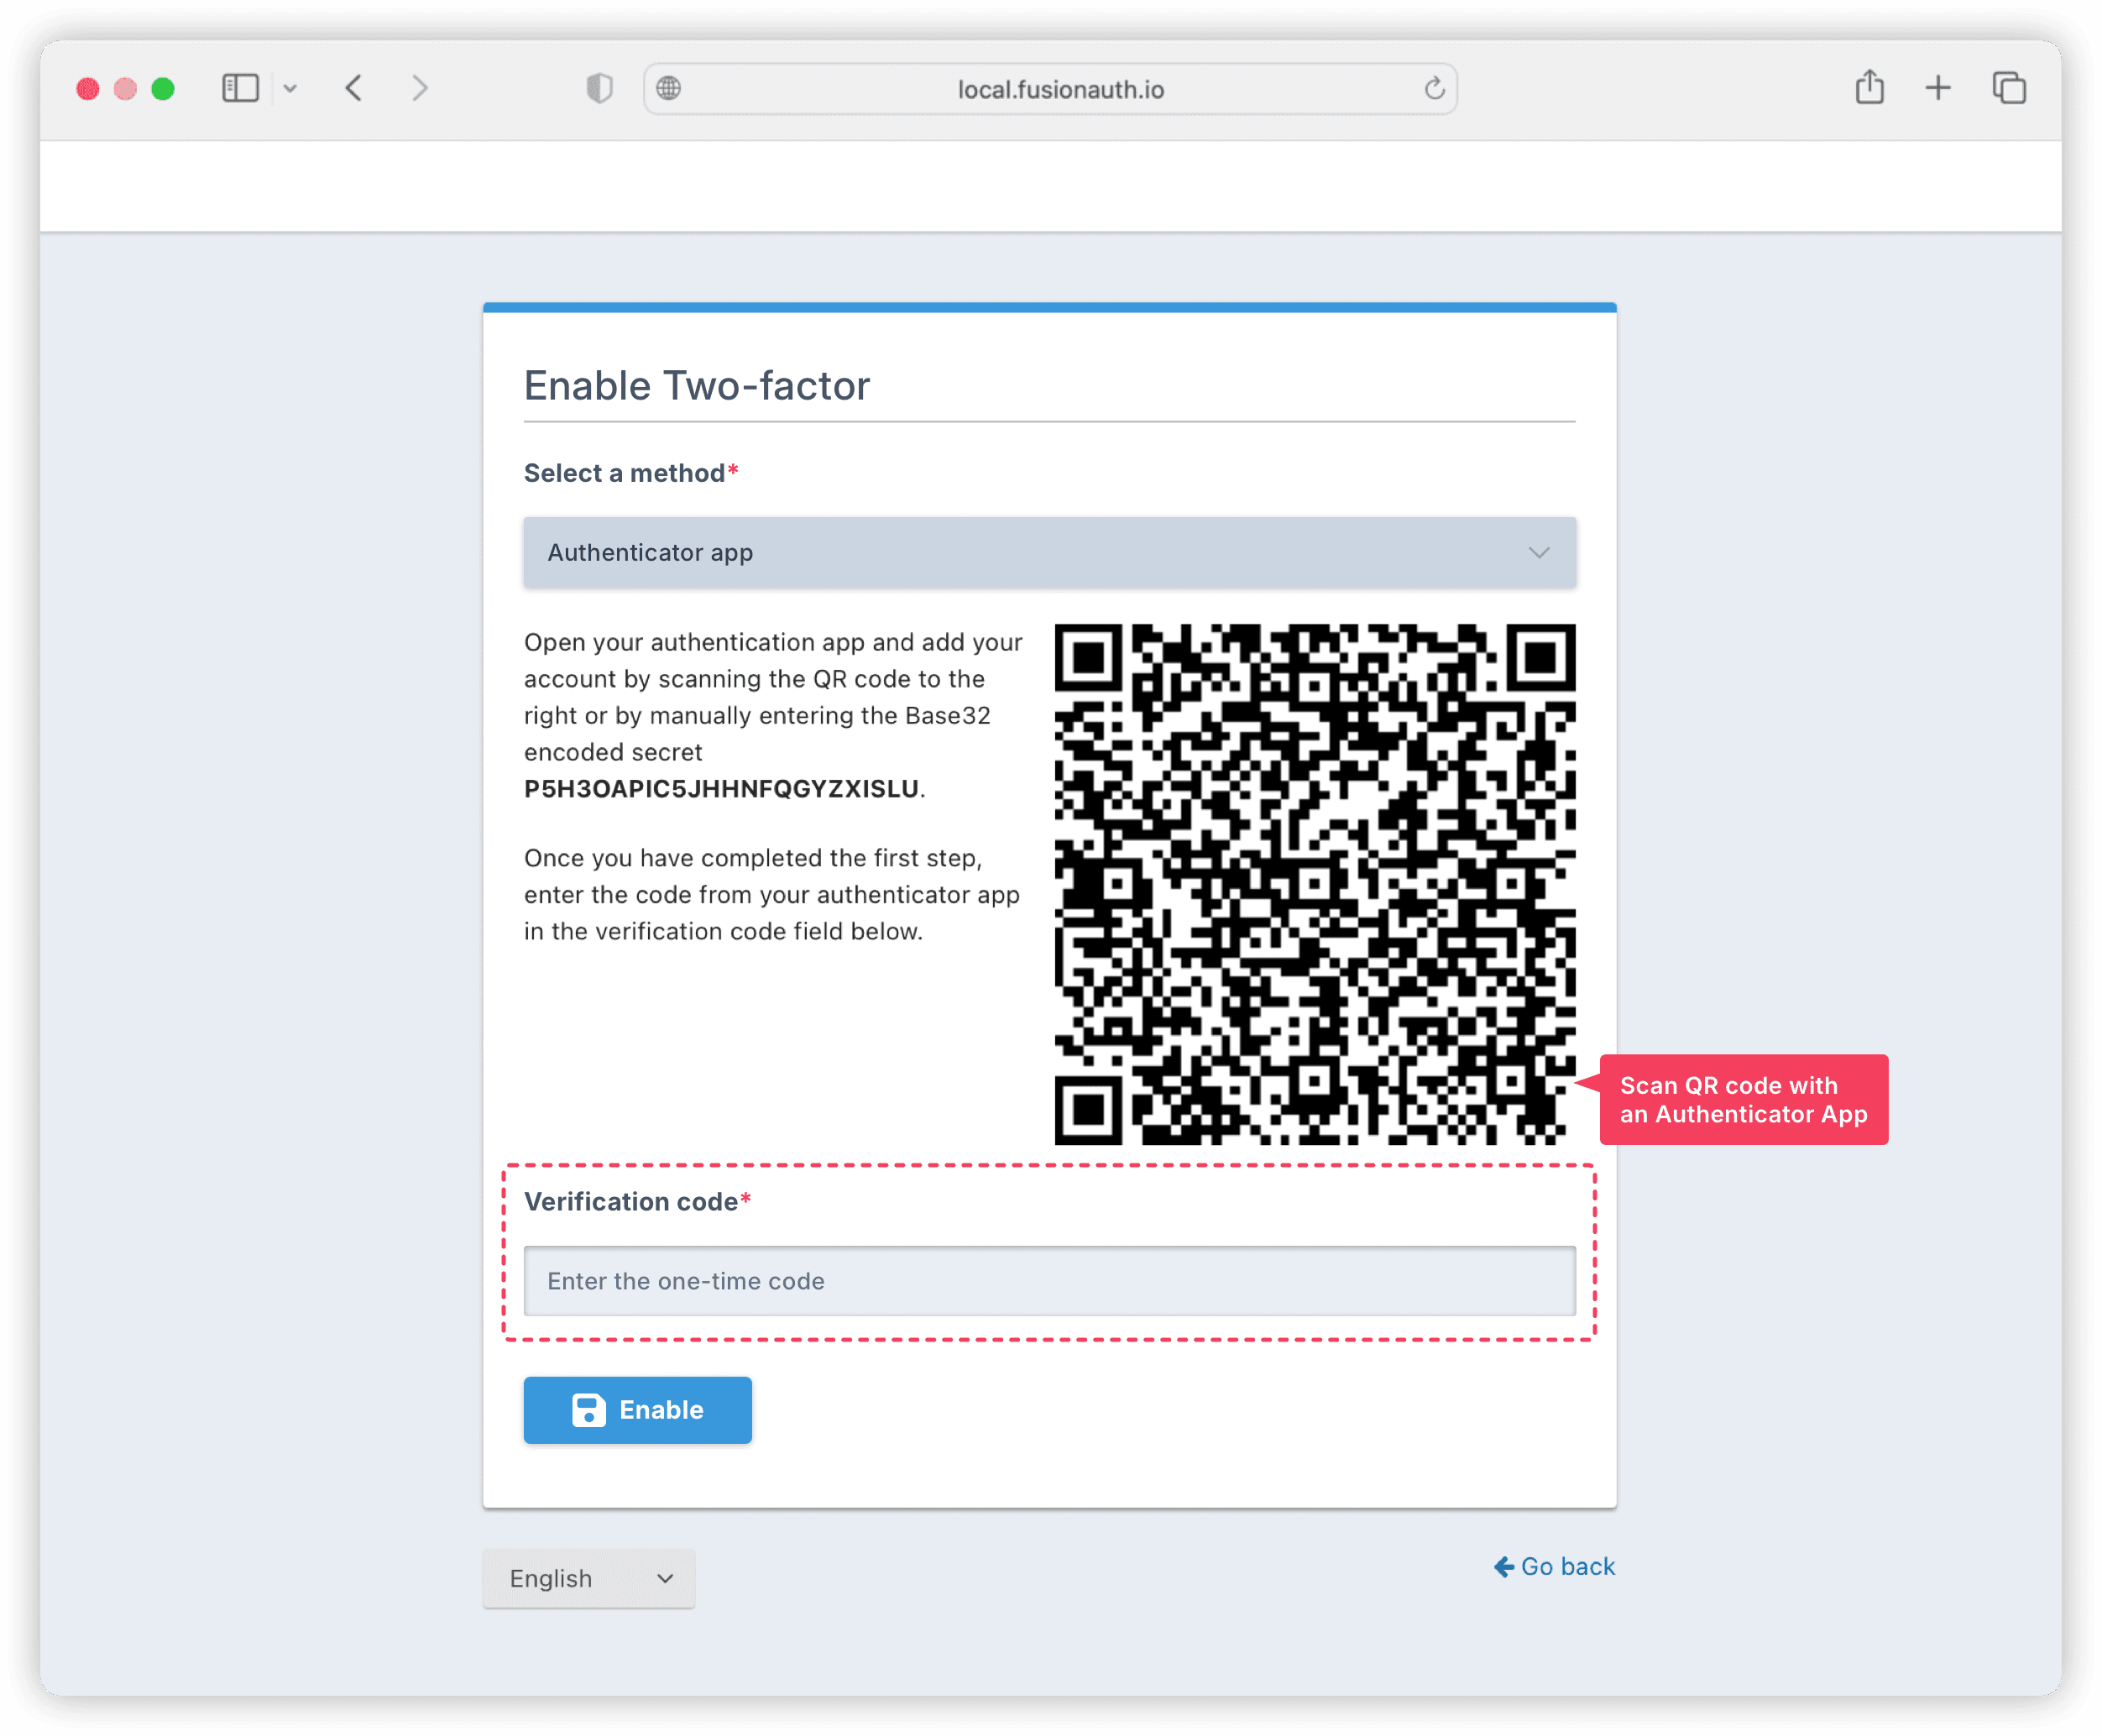 local.fusionauth.io
Enable Two-factor
Select a method*
Authenticator app
Open your authentication app and add your
account by scanning the QR code to the
right or by manually entering the Base32
encoded secret
P5H3OAPIC5JHHNFQGYZXISLU.
Once you have completed the first step,
enter the code from your authenticator app
in the verification code field below.
Scan QR code with
an Authenticator App
Verification code*
Enter the one-time code
Enable
English
Go back